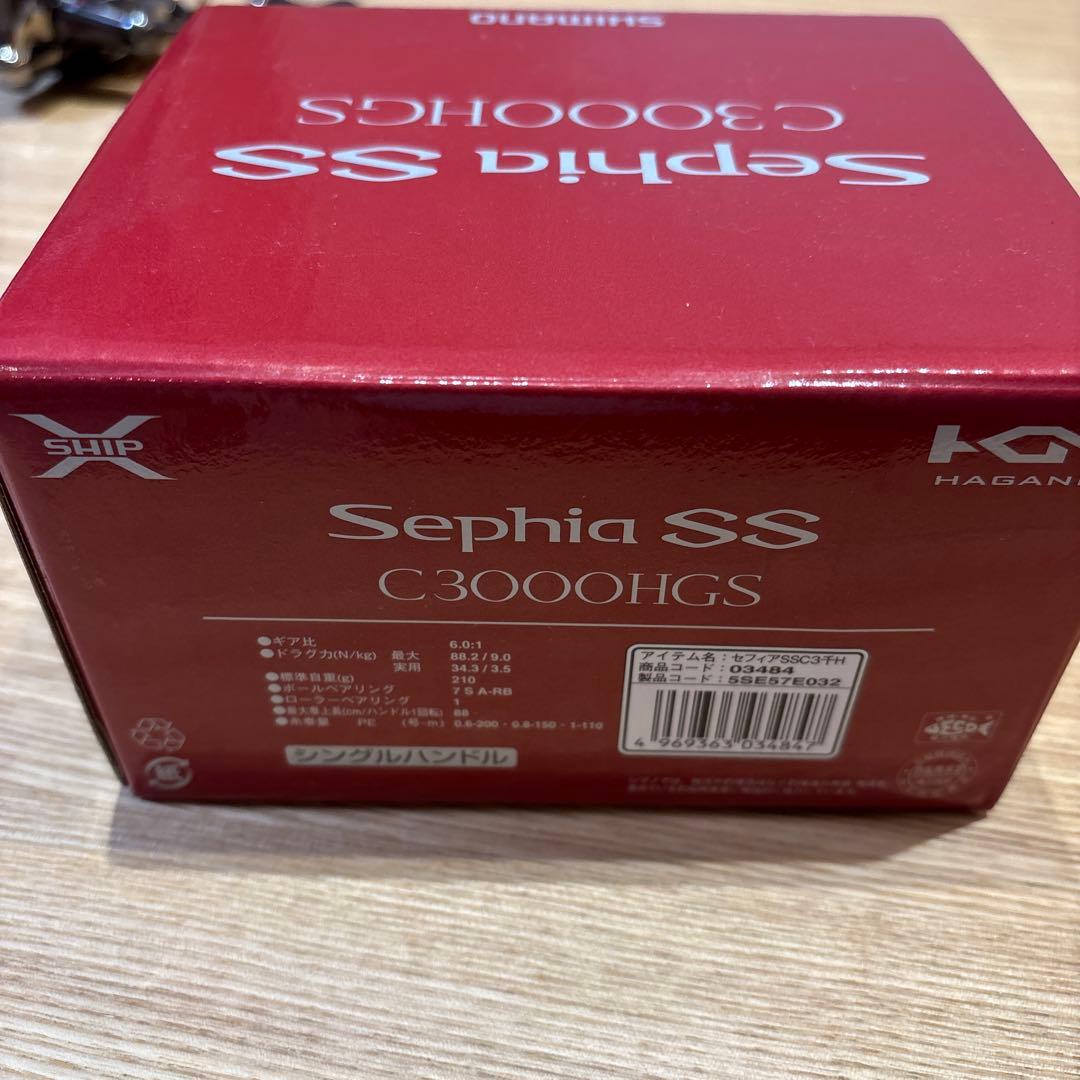 SHIMANO
C3000HGS
Sephia SS
X
SHIP
HAGAN
Sephia SS
C3000HGS
●ギア比 6.0:1
●ドラグ力(N/kg) 最大 88.2/9.0
実用 34.3/3.5
●標準自重(g) 210
●ボールベアリング 7 S A-RB
●ローラーベアリング 1
●最大巻上長(cm/ハンドル1回転) 88
●糸巻量 PE (号-m) 0.6-200・0.8-150・1-110
シングルハンドル
アイテム名：セフィアSSC3千H
商品コード：03484
製品コード：5SE57E032
4 969363 034847
紙